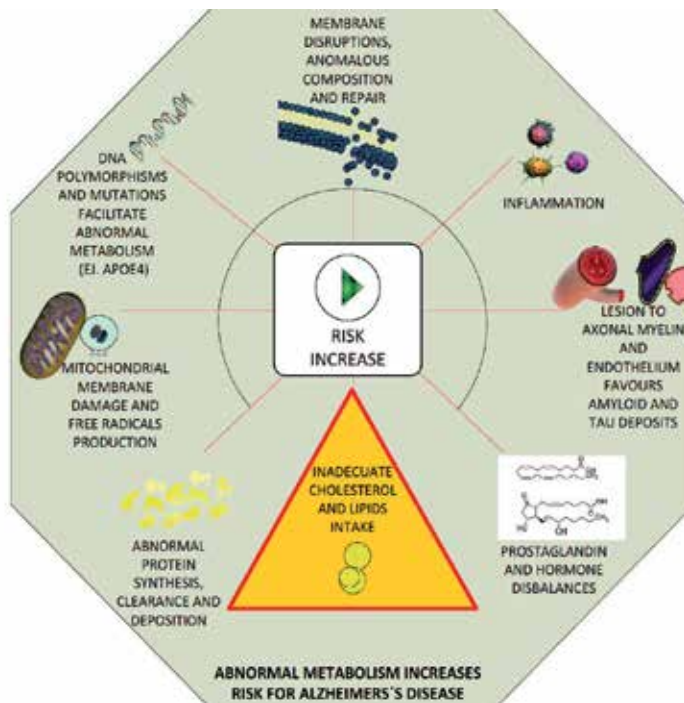 MEMBRANE
DISRUPTIONS,
ANOMALOUS
COMPOSITION
AND REPAIR
DNA
POLYMORPHISMS
AND MUTATIONS
FACILITATE
ABNORMAL
METABOLISM
(EJ. APOE4)
INFLAMMATION
RISK
INCREASE
LESION TO
AXONAL MYELIN
AND
ENDOTHELIUM
FAVOURS
AMYLOID AND
TAU DEPOSITS
MITOCHONDRIAL
MEMBRANE
DAMAGE AND
FREE RADICALS
PRODUCTION
INADECUATE
CHOLESTEROL
AND LIPIDS
INTAKE
ABNORMAL
PROTEIN
SYNTHESIS,
CLEARANCE AND
DEPOSITION
PROSTAGLANDIN
AND HORMONE
DISBALANCES
ABNORMAL METABOLISM INCREASES
RISK FOR ALZHEIMERS´S DISEASE